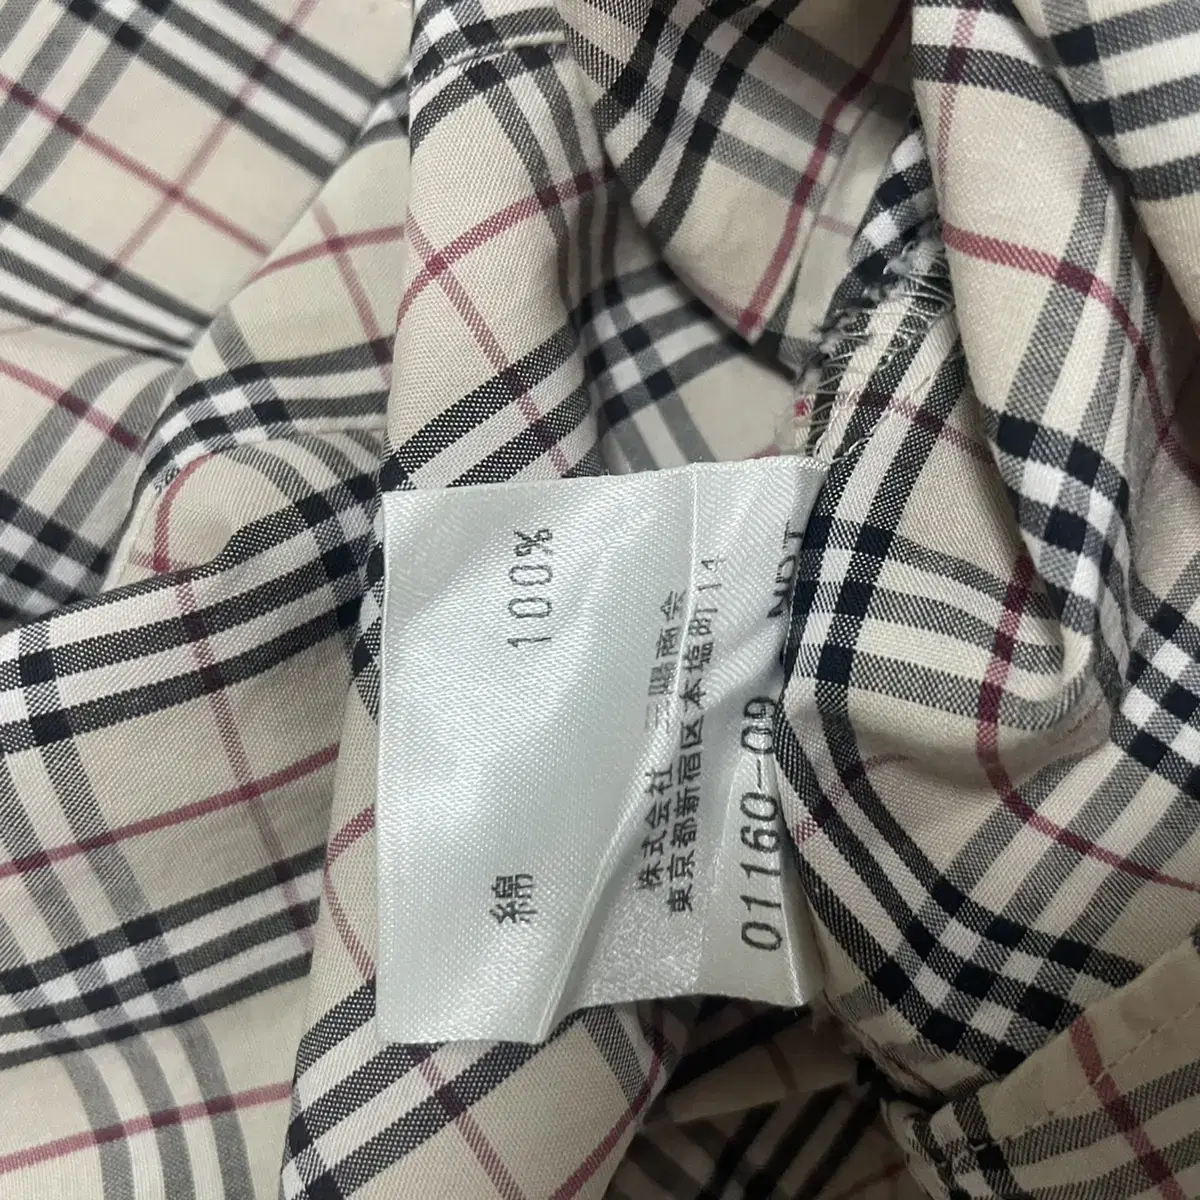 綿 100%
株式会社 三陽商会
東京都新宿区本塩町14
01160-09